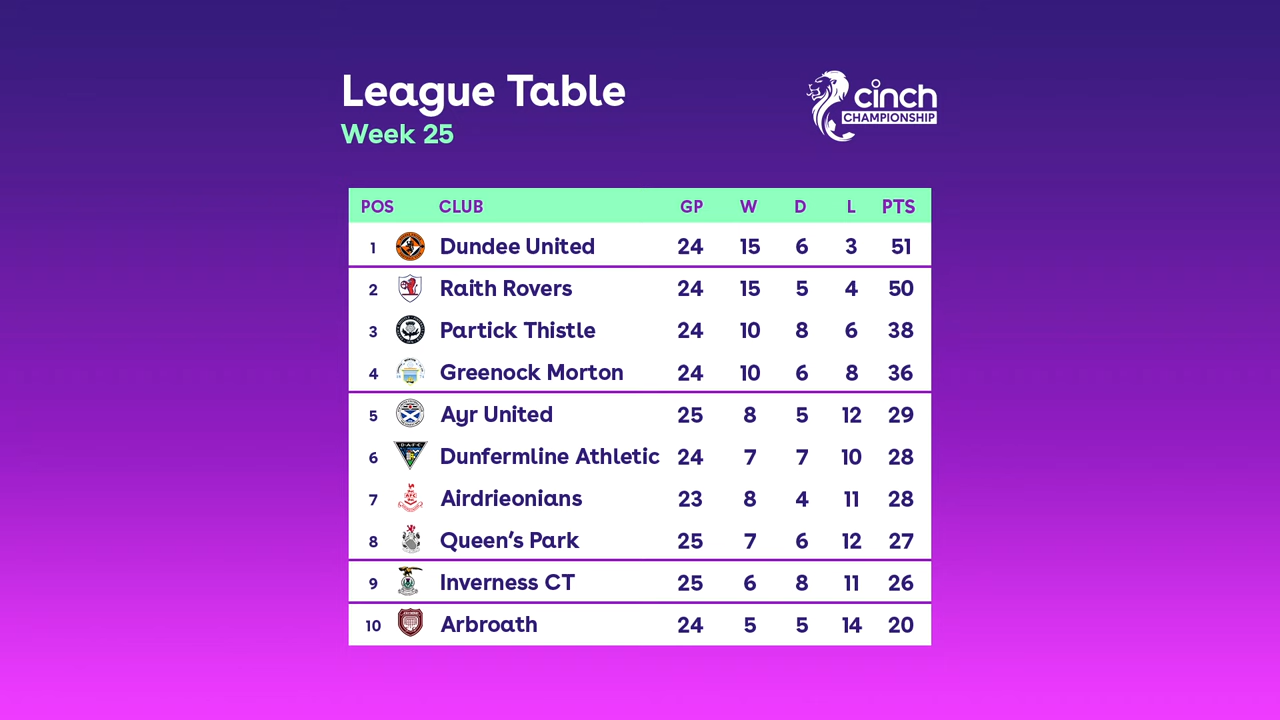 League Table
Week 25
cinch
CHAMPIONSHIP
POS CLUB GP W D L PTS
1 Dundee United 24 15 6 3 51
2 Raith Rovers 24 15 5 4 50
3 Partick Thistle 24 10 8 6 38
4 Greenock Morton 24 10 6 8 36
5 Ayr United 25 8 5 12 29
6 Dunfermline Athletic 24 7 7 10 28
7 Airdrieonians 23 8 4 11 28
8 Queen's Park 25 7 6 12 27
9 Inverness CT 25 6 8 11 26
10 Arbroath 24 5 5 14 20